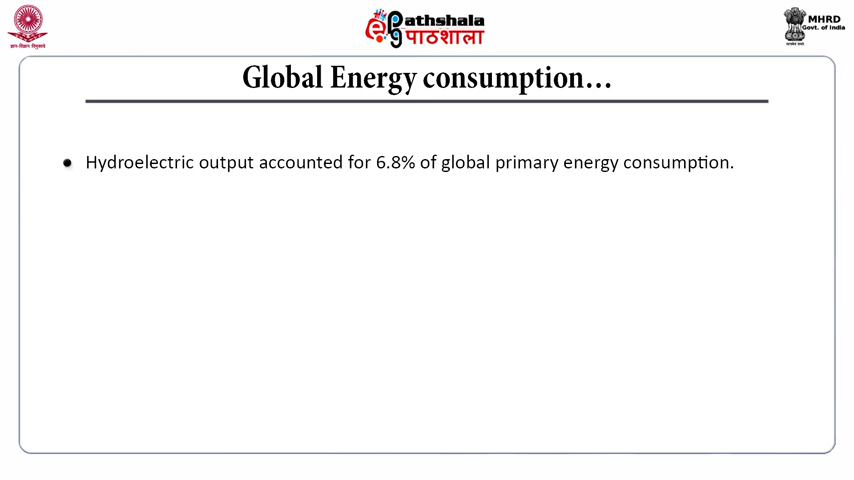 ePathshala
पाठशाला
MHRD
Govt. of India
Global Energy consumption…
Hydroelectric output accounted for 6.8% of global primary energy consumption.